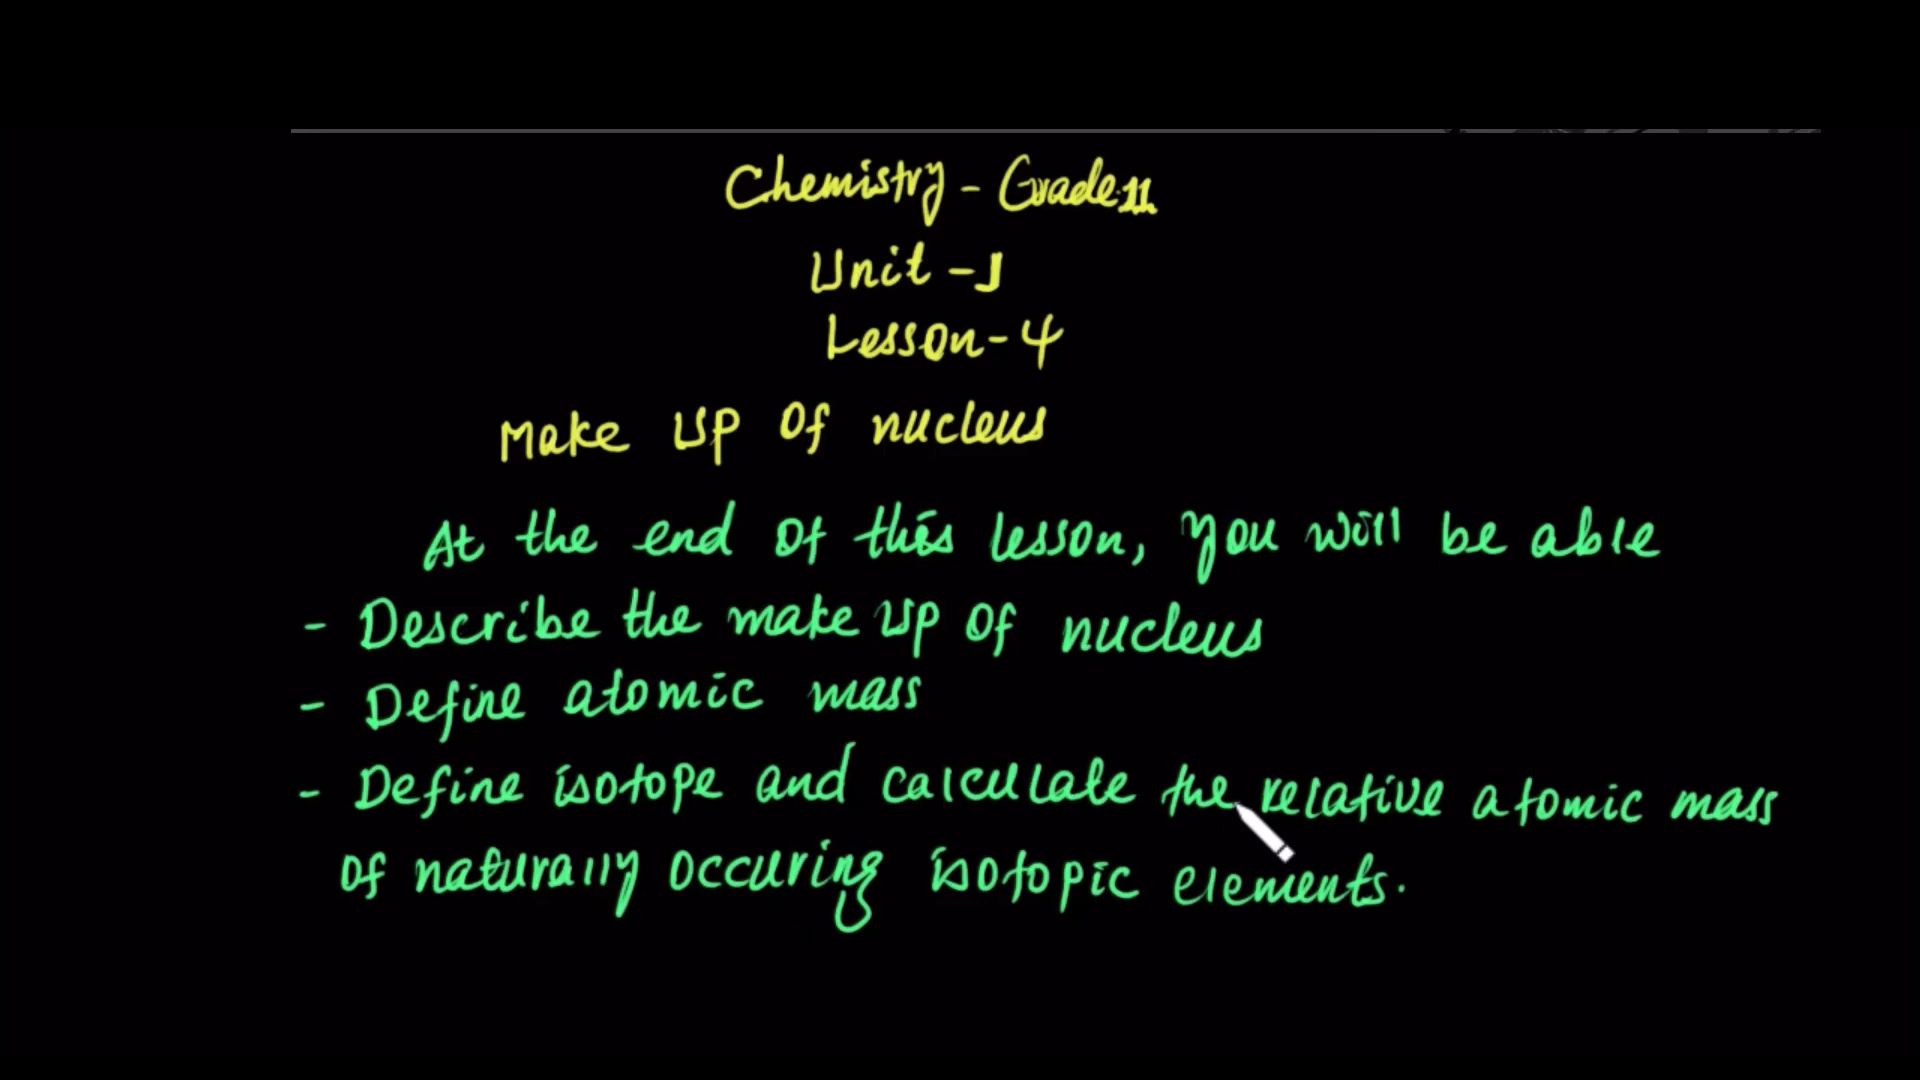 Chemistry - Grade 11
Unit - 1
Lesson - 4
Make up of nucleus
At the end of this lesson, you will be able
- Describe the make up of nucleus
- Define atomic mass
- Define isotope and calculate the relative atomic mass
of naturally occuring isotopic elements.